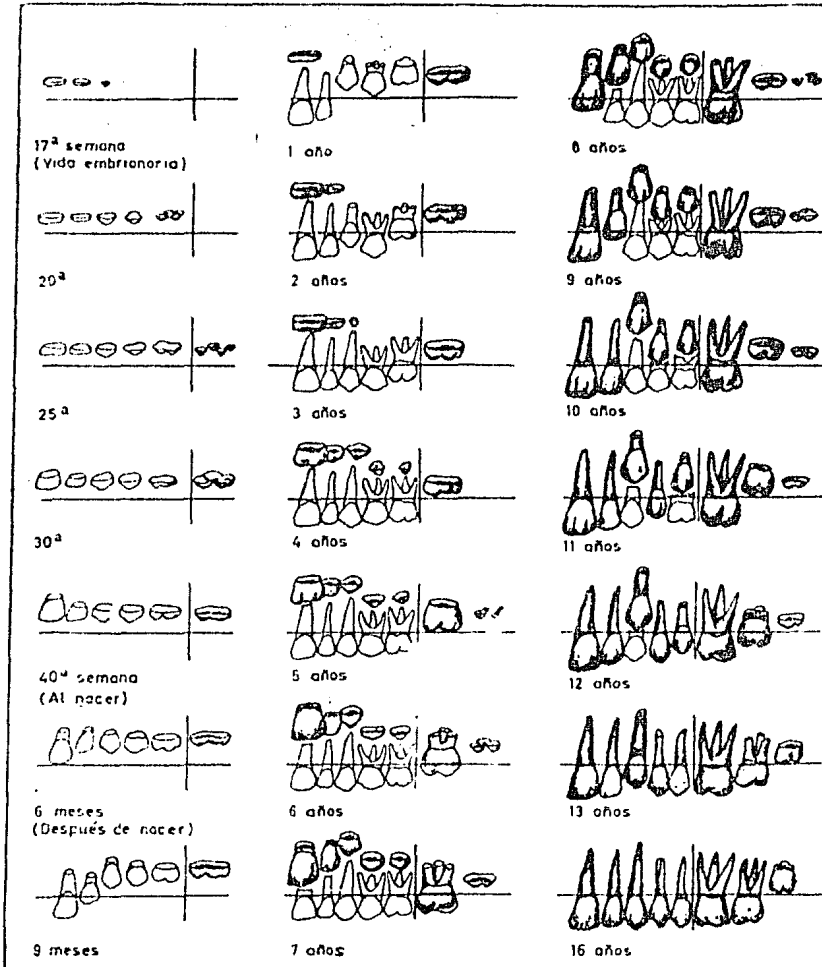 17ª semana
(Vida embrionaria)
20ª
25ª
30ª
40ª semana
(Al nacer)
6 meses
(Después de nacer)
9 meses
1 año
2 años
3 años
4 años
5 años
6 años
7 años
8 años
9 años
10 años
11 años
12 años
13 años
16 años